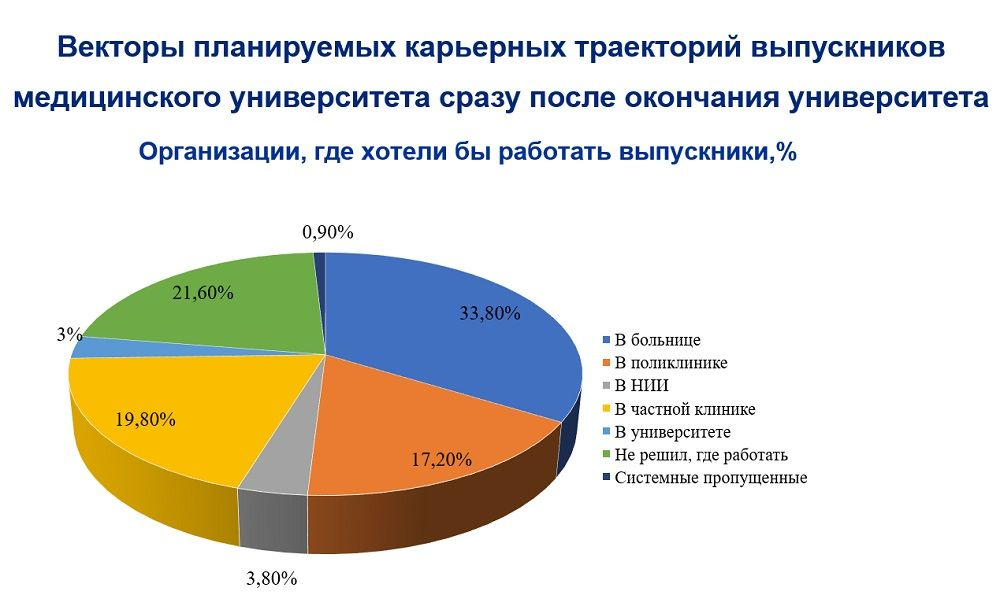 Векторы планируемых карьерных траекторий выпускников
медицинского университета сразу после окончания университета
Организации, где хотели бы работать выпускники,%
0,90%
21,60%
33,80%
3%
19,80%
17,20%
3,80%
В больнице
В поликлинике
В НИИ
В частной клинике
В университете
Не решил, где работать
Системные пропущенные